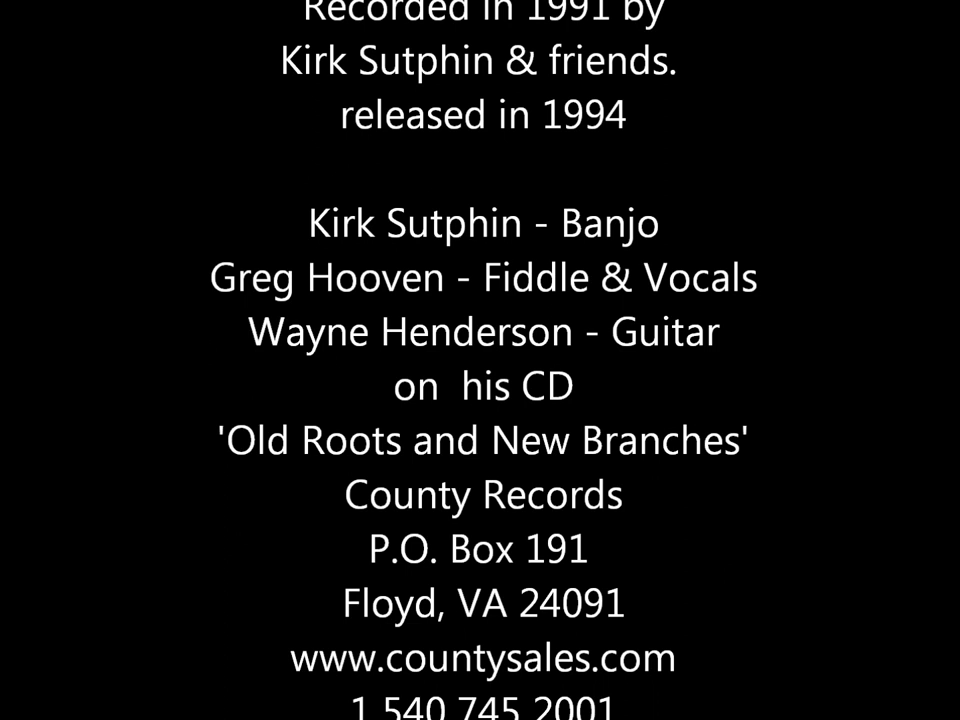 Recorded in 1991 by
Kirk Sutphin & friends.
released in 1994
Kirk Sutphin - Banjo
Greg Hooven - Fiddle & Vocals
Wayne Henderson - Guitar
on his CD
'Old Roots and New Branches'
County Records
P.O. Box 191
Floyd, VA 24091
www.countysales.com
1 540 745 2001